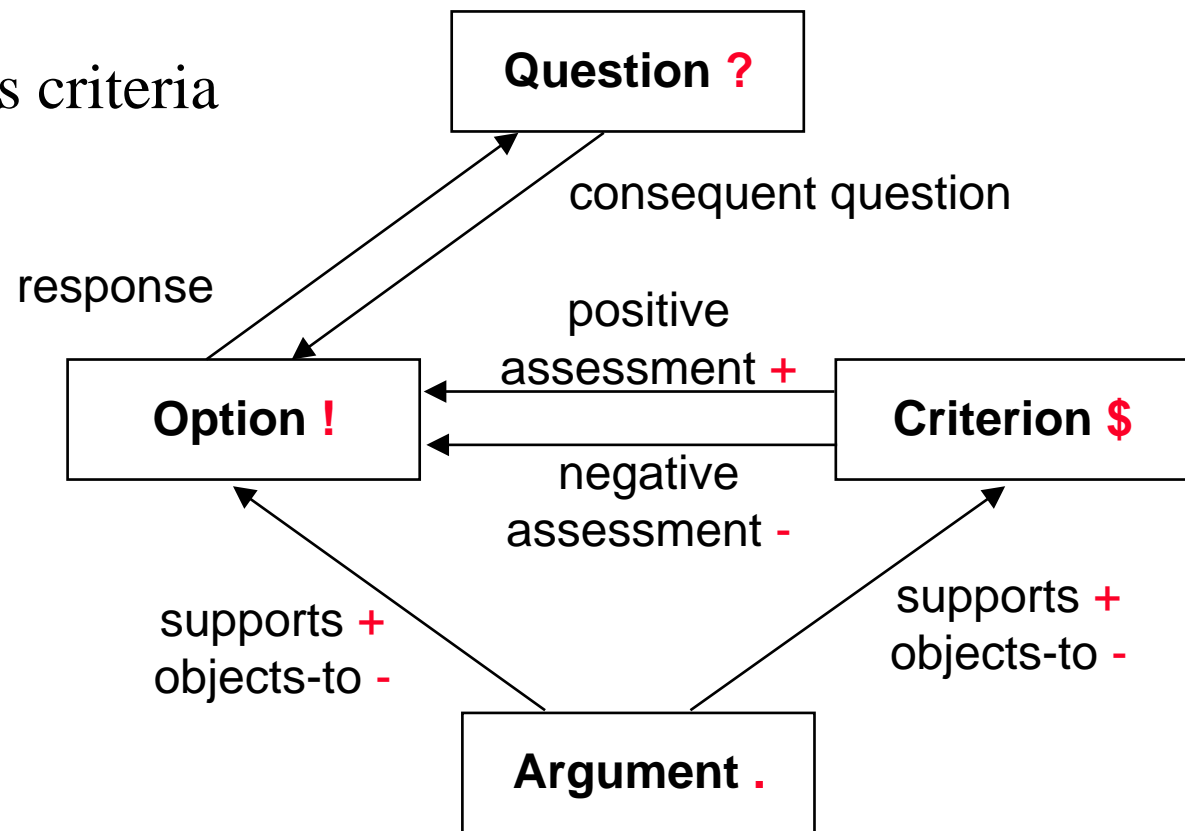 Question ?
s criteria
consequent question
response
positive
assessment +
Option !
Criterion $
negative
assessment -
supports +
objects-to -
supports +
objects-to -
Argument .